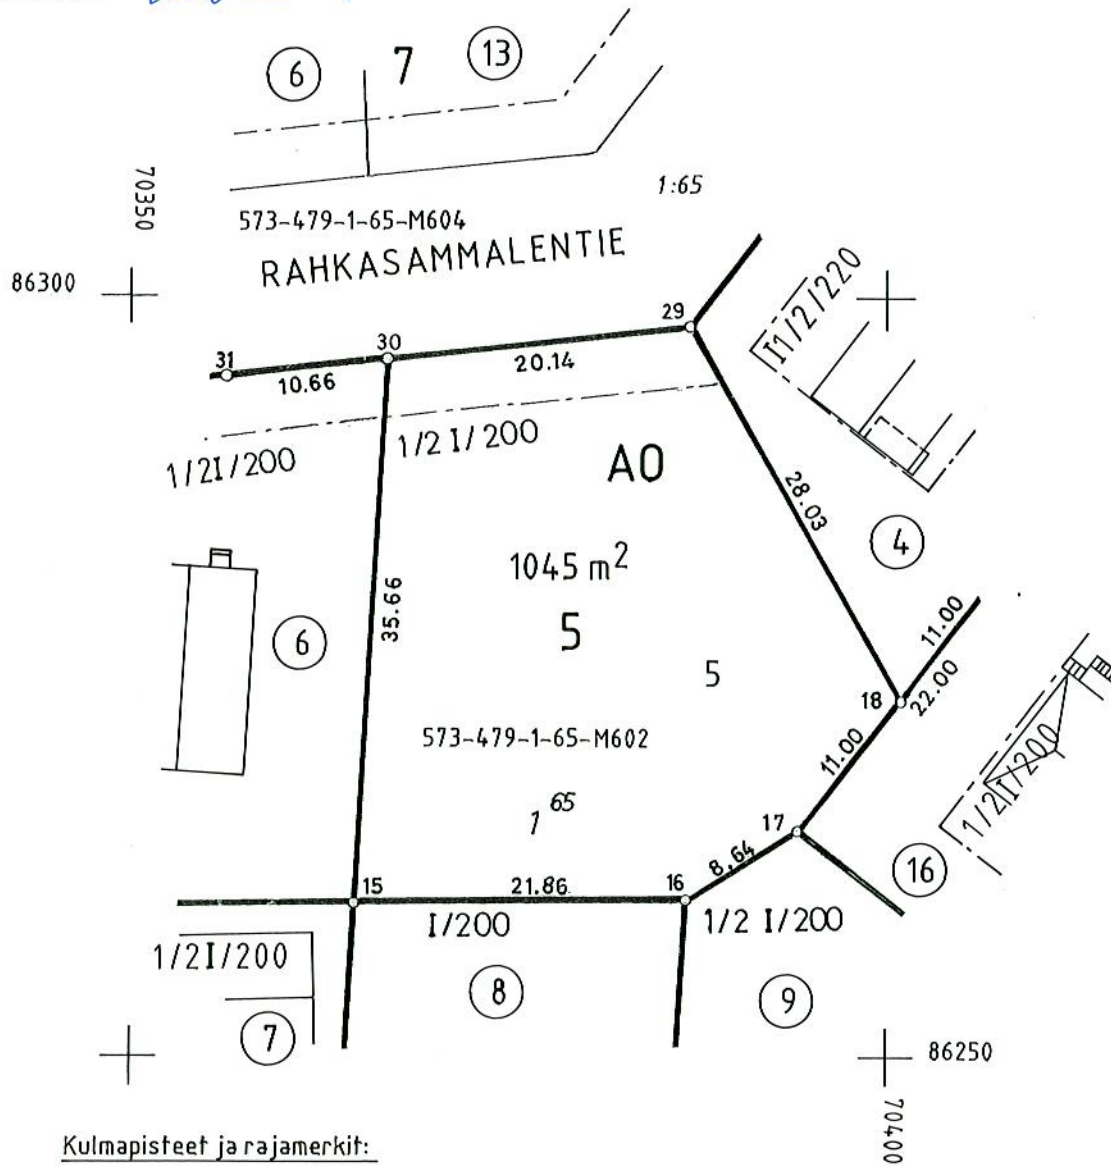 6 7 13
70350
1:65
573-479-1-65-M604
RAHKASAMMALENTIE
86300
I1/2/220
29
30
31
10.66
20.14
1/2I/200
1/2 I/200
AO
28.03
4
1045 m²
35.66
6
5
5
11.00
18
22.00
573-479-1-65-M602
11.00
1/2I/200
1 65
17
8,64
16
15
21.86
16
I/200
1/2 I/200
1/2I/200
8
9
7
86250
70400
Kulmapisteet ja rajamerkit: